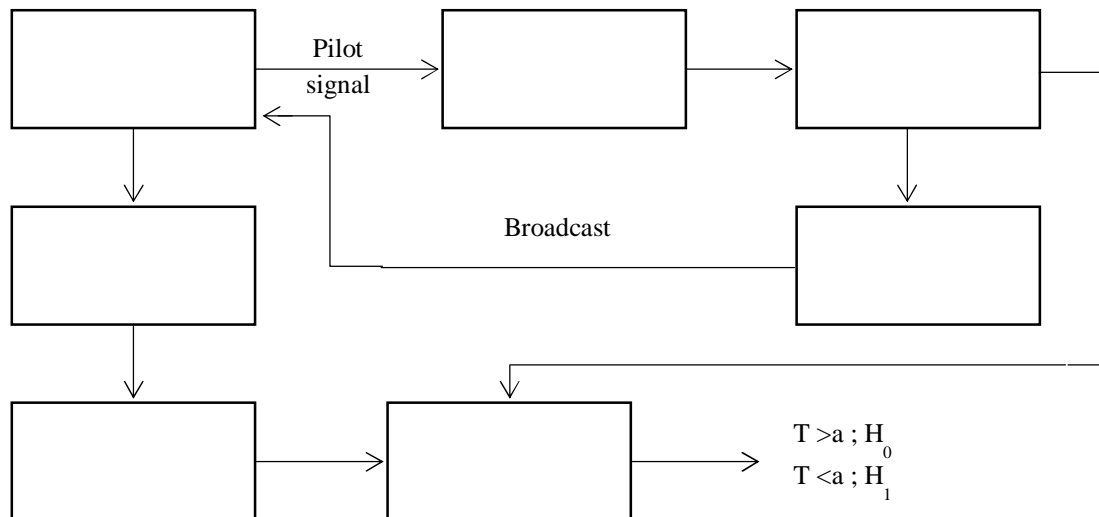 Pilot
signal
Broadcast
T >a ; H₀
T <a ; H₁